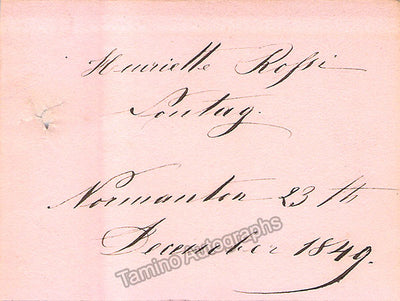 Henriette Rossi
Sontag.
Normanton 23th
December 1849.
Tamino Autographs